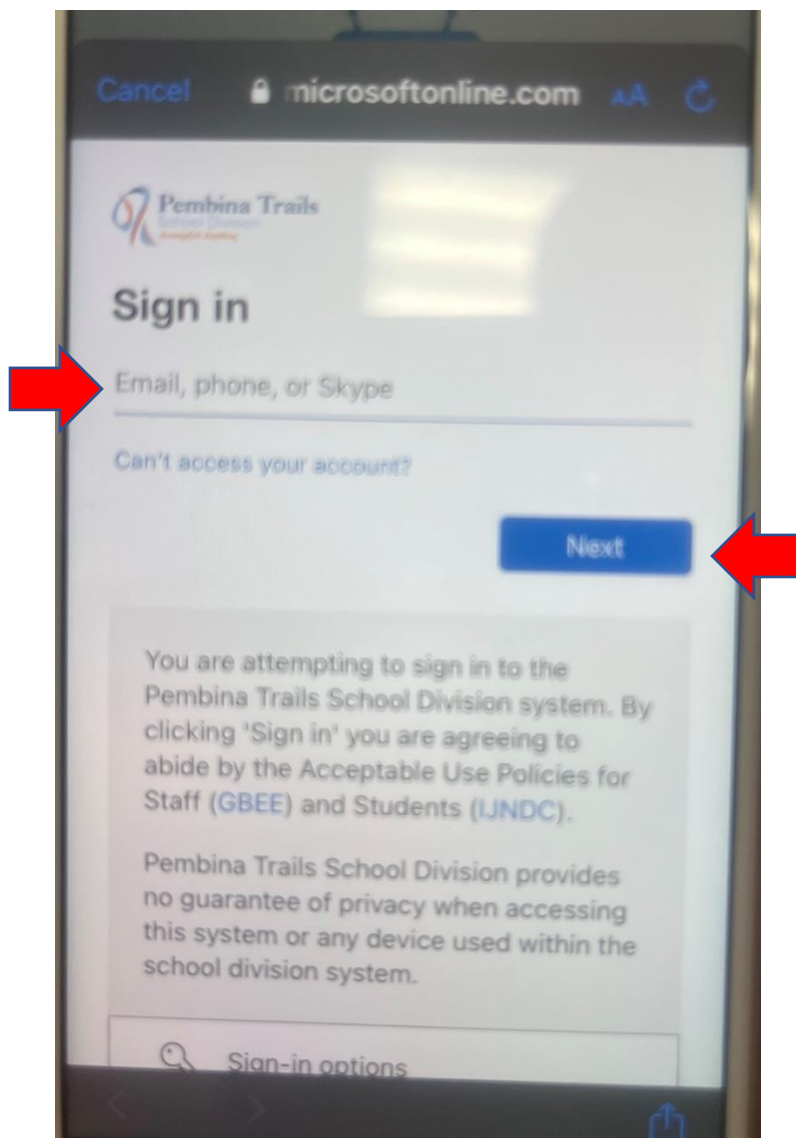 Cancel
microsoftonline.com
AA
Pembina Trails
School Division
Sign in
Email, phone, or Skype
Can't access your account?
Next
You are attempting to sign in to the
Pembina Trails School Division system. By
clicking 'Sign in' you are agreeing to
abide by the Acceptable Use Policies for
Staff (GBEE) and Students (IJNDC).
Pembina Trails School Division provides
no guarantee of privacy when accessing
this system or any device used within the
school division system.
Sign-in options